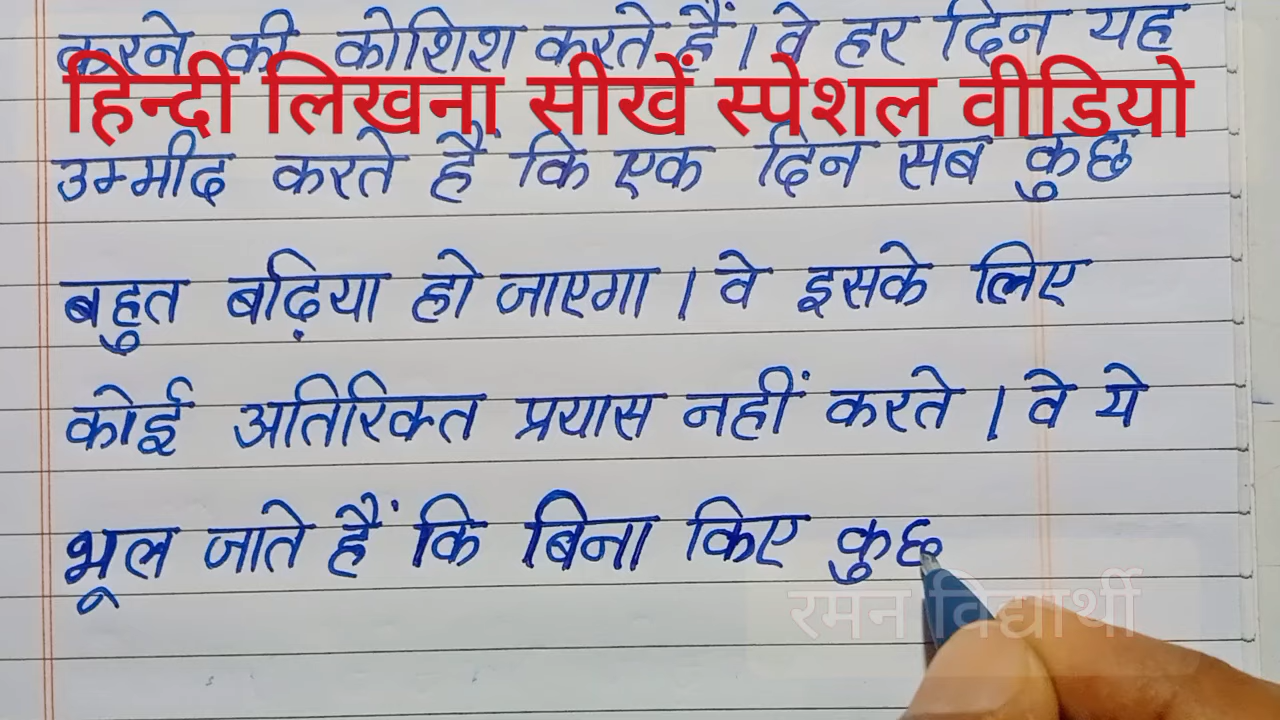 करने की कोशिश करते हैं। वे हर दिन यह
हिन्दी लिखना सीखें स्पेशल वीडियो
उम्मीद करते हैं कि एक दिन सब कुछ
बहुत बढ़िया हो जाएगा। वे इसके लिए
कोई अतिरिक्त प्रयास नहीं करते। वे ये
भूल जाते हैं कि बिना किए कुछ
रमन विद्यार्थी